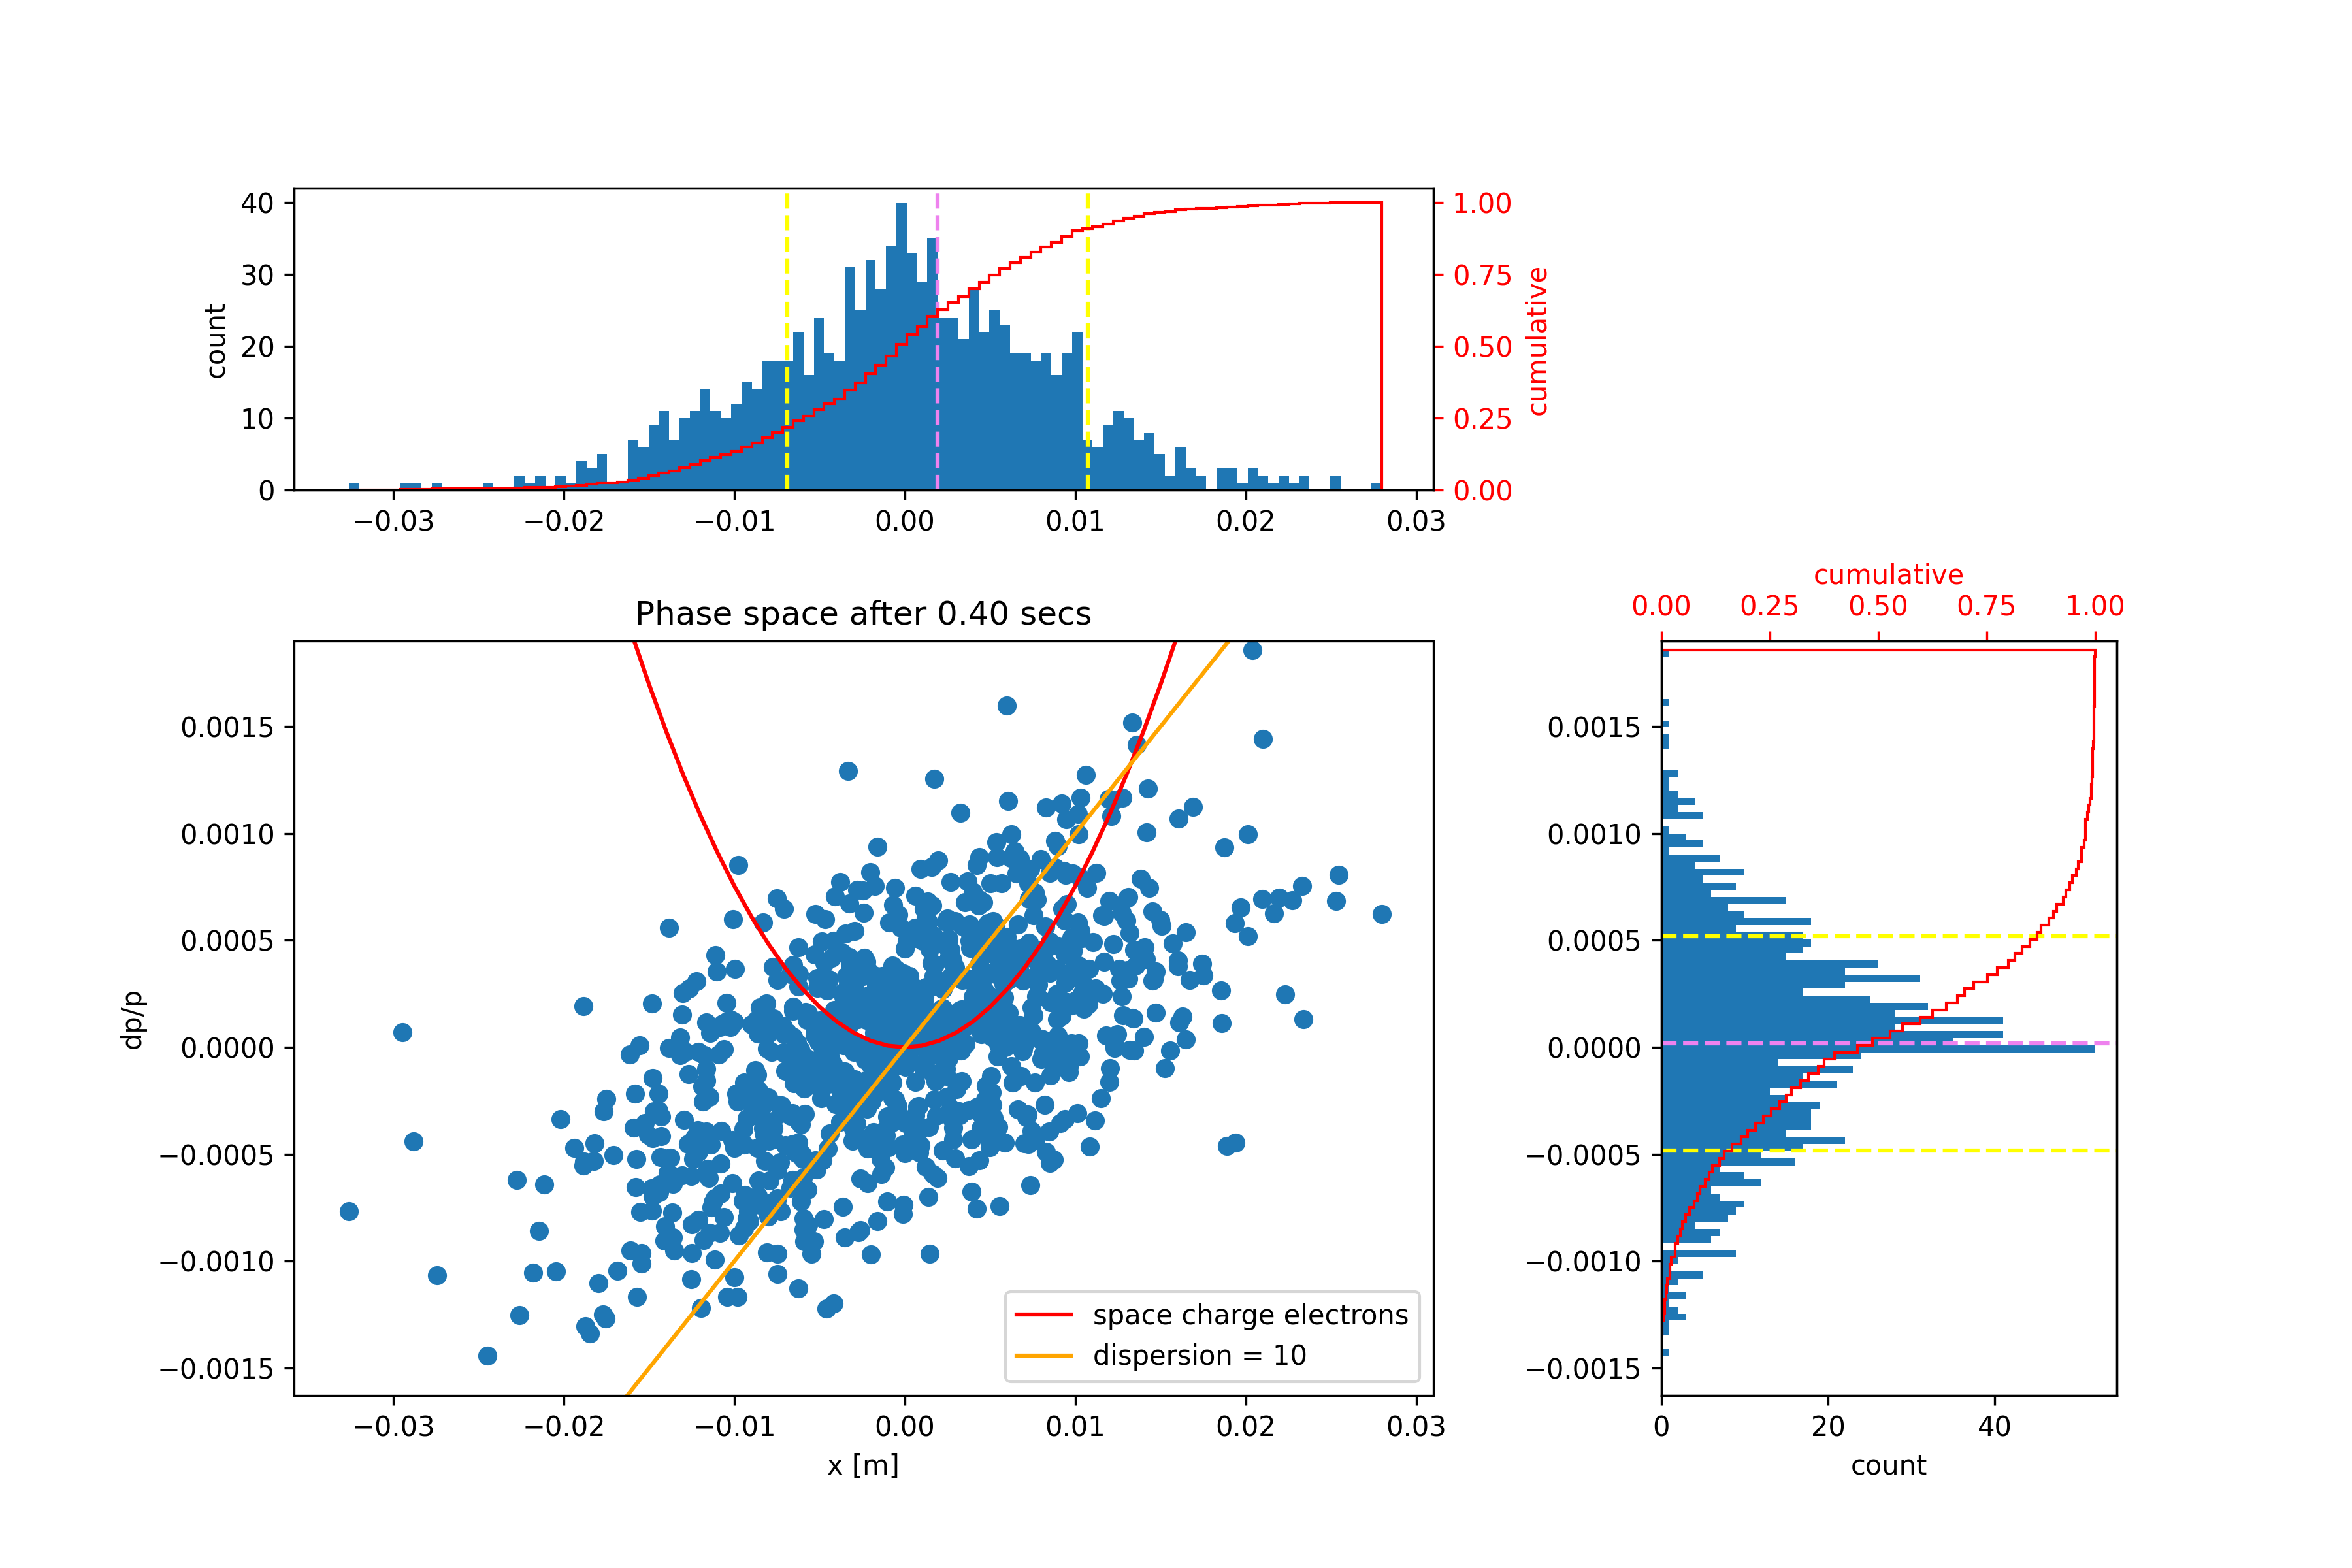 40
30
20
10
0
count
1.00
0.75
0.50
0.25
0.00
cumulative
−0.03 −0.02 −0.01 0.00 0.01 0.02 0.03
Phase space after 0.40 secs
0.0015
0.0010
0.0005
0.0000
−0.0005
−0.0010
−0.0015
dp/p
space charge electrons
dispersion = 10
−0.03 −0.02 −0.01 0.00 0.01 0.02 0.03
x [m]
cumulative
0.00 0.25 0.50 0.75 1.00
0.0015
0.0010
0.0005
0.0000
−0.0005
−0.0010
−0.0015
0 20 40
count